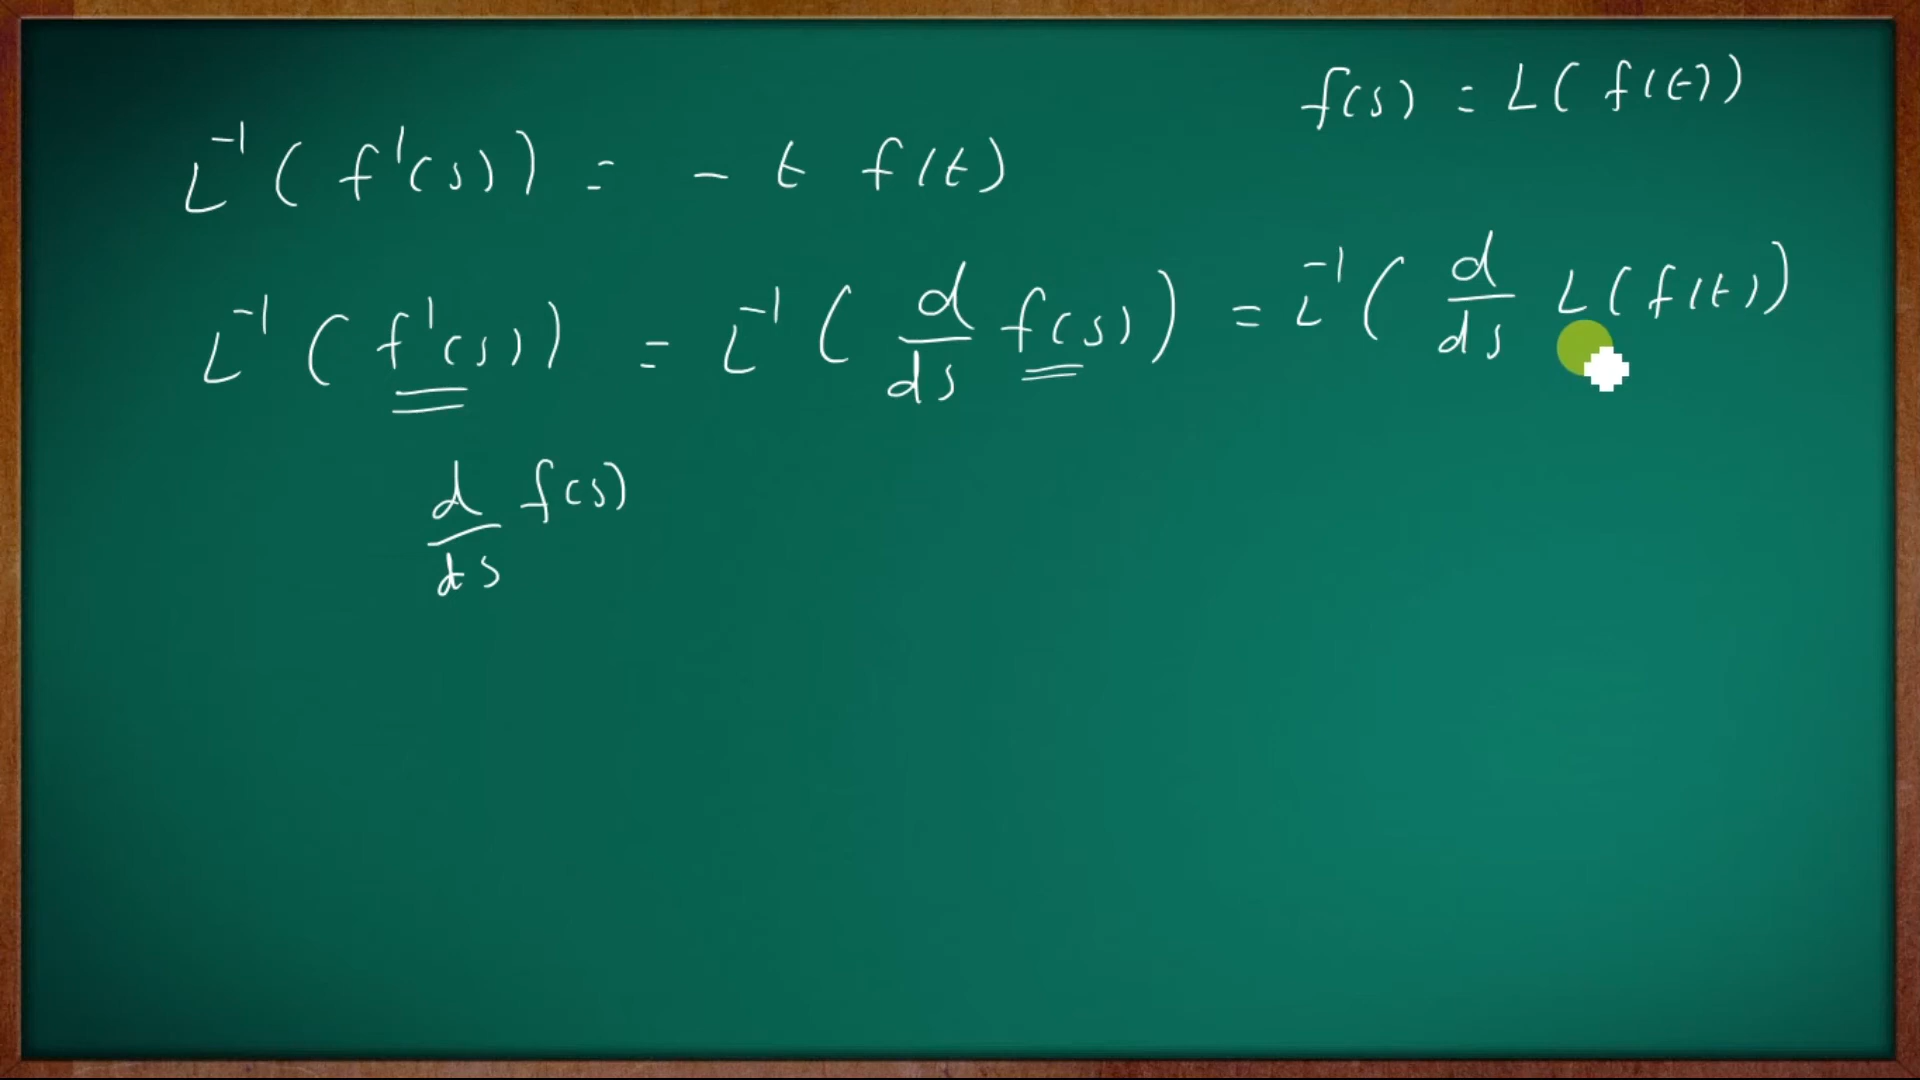 f(s) = L( f(t))
L⁻¹( f'(s)) = - t f(t)
L⁻¹( f'(s)) = L⁻¹( d/ds f(s)) = L⁻¹( d/ds L(f(t))
d/ds f(s)